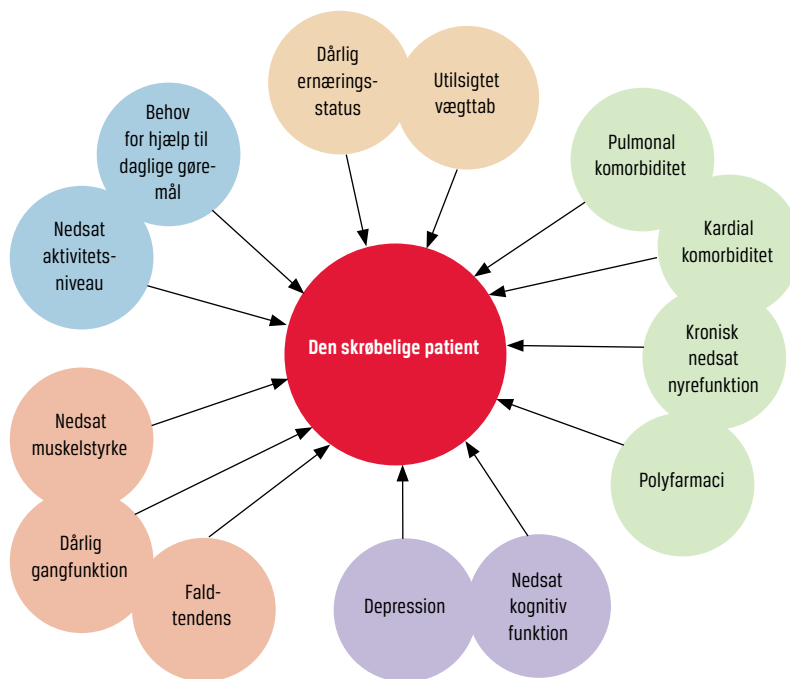 Dårlig
ernærings-
status
Utilsigtet
vægttab
Behov
for hjælp til
daglige gøre-
mål
Nedsat
aktivitets-
niveau
Pulmonal
komorbiditet
Kardial
komorbiditet
Kronisk
nedsat
nyrefunktion
Polyfarmaci
Den skrøbelige patient
Nedsat
muskelstyrke
Dårlig
gangfunktion
Fald-
tendens
Depression
Nedsat
kognitiv
funktion